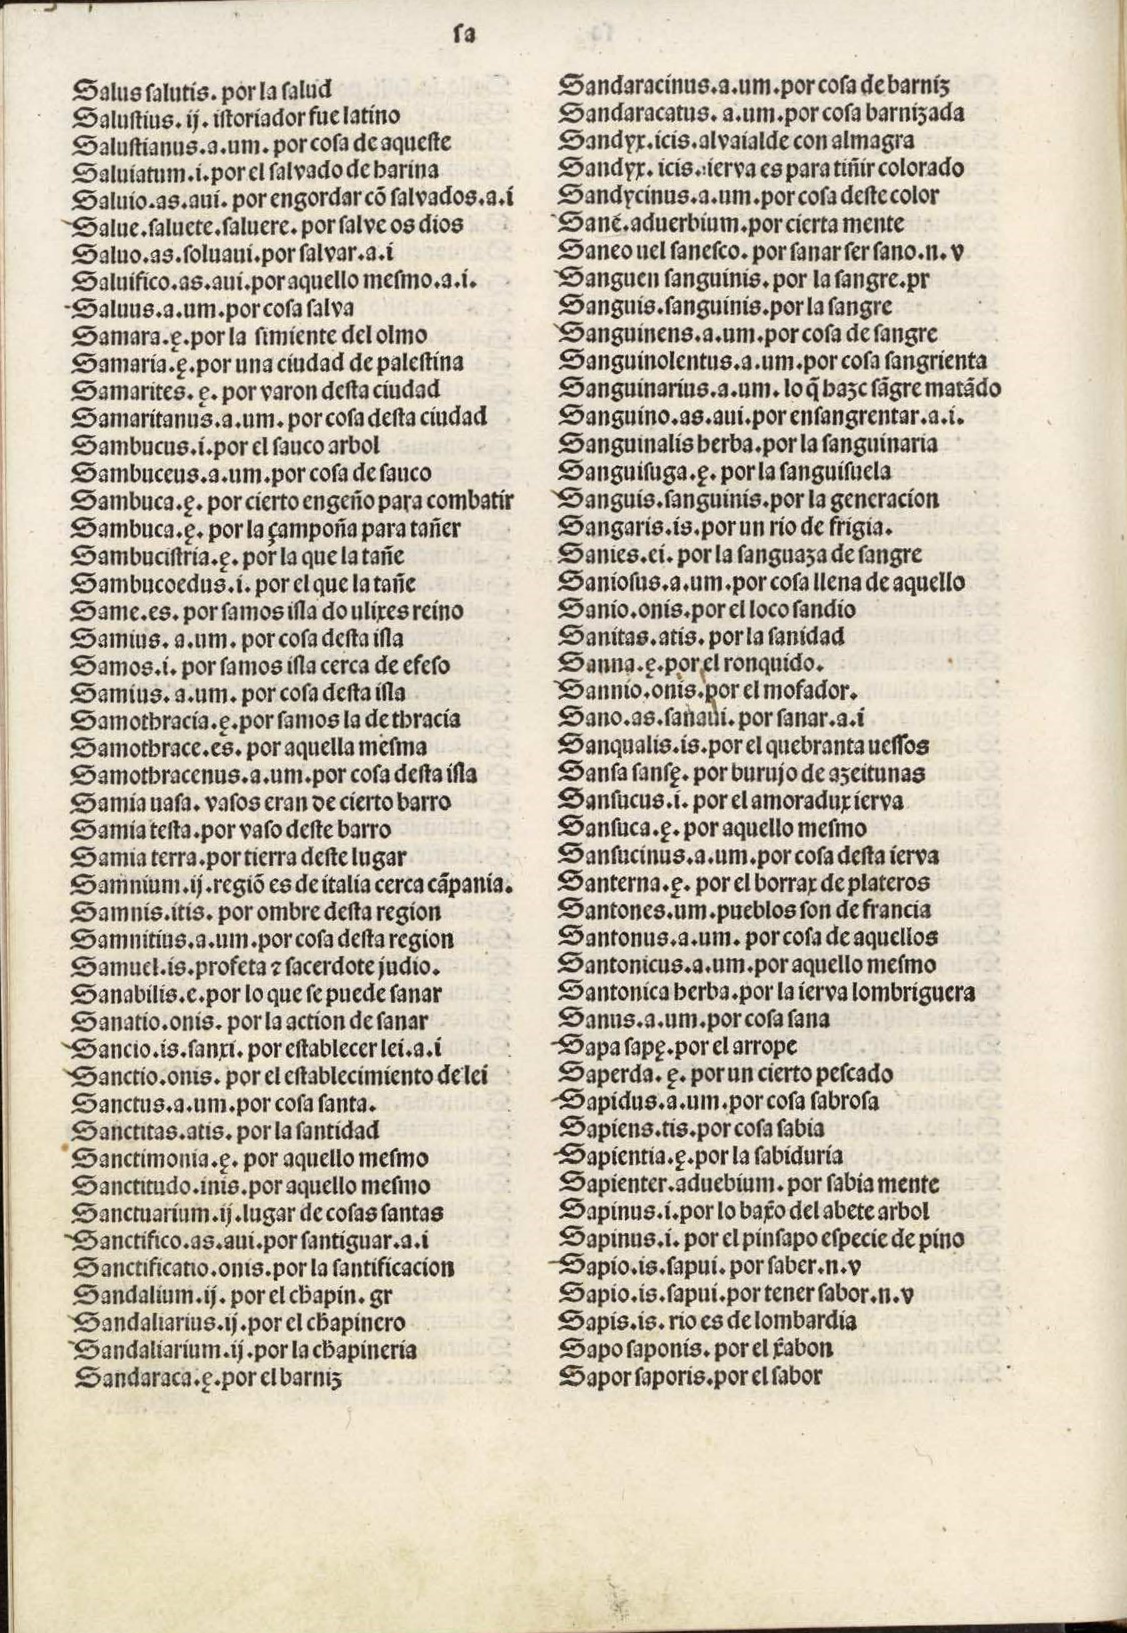 sa
Salus salutis. por la salud
Salustius. ij. istoriador fue latino
Salustianus.a.um. por cosa de aqueste
Saluiatum.i.por el salvado de harina
Saluio.as.aui. por engordar cõ salvados.a.i
Salue.saluete.saluere. por salve os dios
Saluo.as.soluaui.por salvar.a.i
Saluifico.as.aui.por aquello mesmo.a.i.
Saluus.a.um.por cosa salva
Samara.ę.por la simiente del olmo
Samaria.ę.por una ciudad de palestina
Samarites.ę.por varon desta ciudad
Samaritanus.a.um. por cosa desta ciudad
Sambucus.i.por el sauco arbol
Sambuceus.a.um.por cosa de sauco
Sambuca.ę. por cierto engeño para combatir
Sambuca.ę. por la çampoña para tañer
Sambucistria.ę. por la que la tañe
Sambucoedus.i. por el que la tañe
Same.es. por samos isla do ulixes reino
Samius. a.um. por cosa desta isla
Samos.i. por samos isla cerca de efeso
Samius. a.um. por cosa desta isla
Samothracia.ę.por samos la de thracia
Samothrace.es. por aquella mesma
Samothracenus.a.um.por cosa desta isla
Samia uasa. vasos eran de cierto barro
Samia testa.por vaso deste barro
Samia terra.por tierra deste lugar
Samnium.ij.regiõ es de italia cerca cãpania.
Samnis.itis. por ombre desta region
Samnitius.a.um.por cosa desta region
Samuel.is.profeta ⁊ sacerdote judio.
Sanabilis.e.por lo que se puede sanar
Sanatio.onis. por la action de sanar
Sancio.is.sanxi. por establecer lei.a.i
Sanctio.onis. por el establecimiento de lei
Sanctus.a.um.por cosa santa.
Sanctitas.atis. por la santidad
Sanctimonia.ę. por aquello mesmo
Sanctitudo.inis.por aquello mesmo
Sanctuarium.ij.lugar de cosas santas
Sanctifico.as.aui.por santiguar.a.i
Sanctificatio.onis.por la santificacion
Sandalium.ij. por el chapin.gr
Sandaliarius.ij.por el chapinero
Sandaliarium.ij.por la chapineria
Sandaraca.ę.por el barniz
Sandaracinus.a.um.por cosa de barniz
Sandaracatus. a.um.por cosa barnizada
Sandyx.icis.alvaialde con almagra
Sandyx. icis.ierva es para tiñir colorado
Sandycinus.a.um.por cosa deste color
Sane.aduerbium.por cierta mente
Saneo uel sanesco. por sanar ser sano.n.v
Sanguen sanguinis. por la sangre.pr
Sanguis.sanguinis.por la sangre
Sanguinens.a.um.por cosa de sangre
Sanguinolentus.a.um.por cosa sangrienta
Sanguinarius.a.um.lo q̃ haze sãgre matãdo
Sanguino.as.aui.por ensangrentar.a.i.
Sanguinalis herba.por la sanguinaria
Sanguisuga.ę. por la sanguisuela
Sanguis.sanguinis.por la generacion
Sangaris.is.por un rio de frigia.
Sanies.ei. por la sanguaza de sangre
Saniosus.a.um.por cosa llena de aquello
Sanio.onis.por el loco sandio
Sanitas.atis. por la sanidad
Sanna.ę.por el ronquido.
Sannio.onis.por el mofador.
Sano.as.sanaui. por sanar.a.i
Sanqualis.is.por el quebranta uessos
Sansa sansę. por burujo de azeitunas
Sansucus.i. por el amoradux ierva
Sansuca.ę. por aquello mesmo
Sansucinus.a.um.por cosa desta ierva
Santerna.ę. por el borrax de plateros
Santones.um.pueblos son de francia
Santonus.a.um. por cosa de aquellos
Santonicus.a.um.por aquello mesmo
Santonica herba.por la ierva lombriguera
Sanus.a.um.por cosa sana
Sapa sapę.por el arrope
Saperda. ę. por un cierto pescado
Sapidus.a.um.por cosa sabrosa
Sapiens.tis.por cosa sabia
Sapientia.ę.por la sabiduria
Sapienter.aduebium. por sabia mente
Sapinus.i.por lo bax̃o del abete arbol
Sapinus.i. por el pinsapo especie de pino
Sapio.is.sapui. por saber.n.v
Sapio.is.sapui.por tener sabor.n.v
Sapis.is. rio es de lombardia
Sapo saponis. por el x̃abon
Sapor saporis.por el sabor